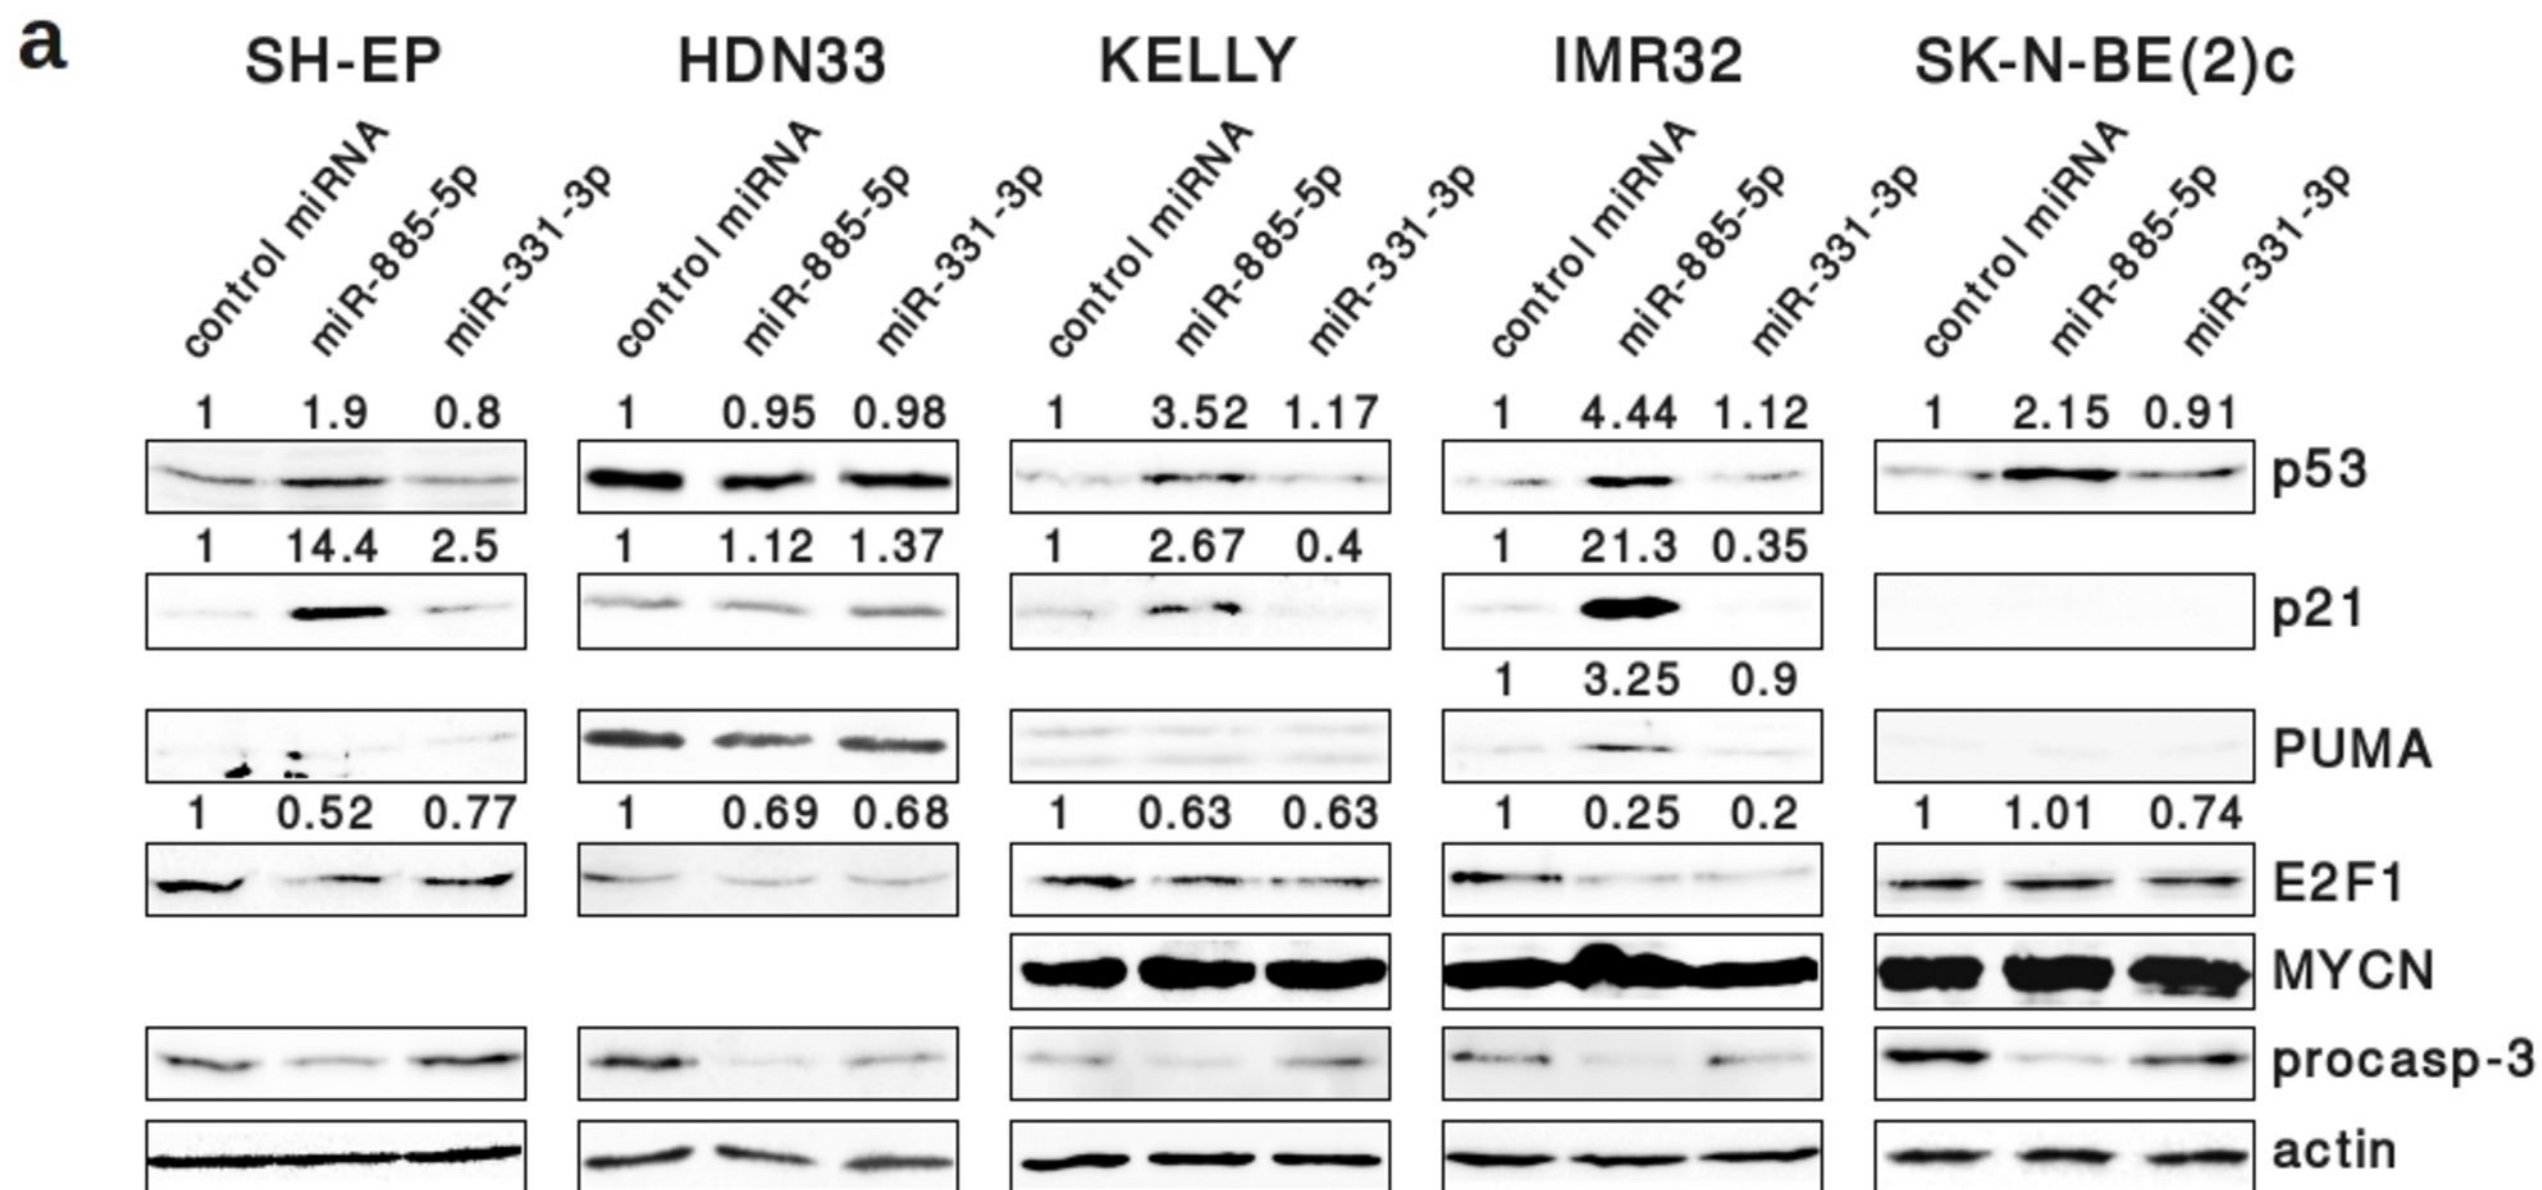 a
SH-EP HDN33 KELLY IMR32 SK-N-BE(2)c
control miRNA miR-885-5p miR-331-3p control miRNA miR-885-5p miR-331-3p control miRNA miR-885-5p miR-331-3p control miRNA miR-885-5p miR-331-3p control miRNA miR-885-5p miR-331-3p
1 1.9 0.8 1 0.95 0.98 1 3.52 1.17 1 4.44 1.12 1 2.15 0.91
p53
1 14.4 2.5 1 1.12 1.37 1 2.67 0.4 1 21.3 0.35
p21
1 3.25 0.9
PUMA
1 0.52 0.77 1 0.69 0.68 1 0.63 0.63 1 0.25 0.2 1 1.01 0.74
E2F1
MYCN
procasp-3
actin